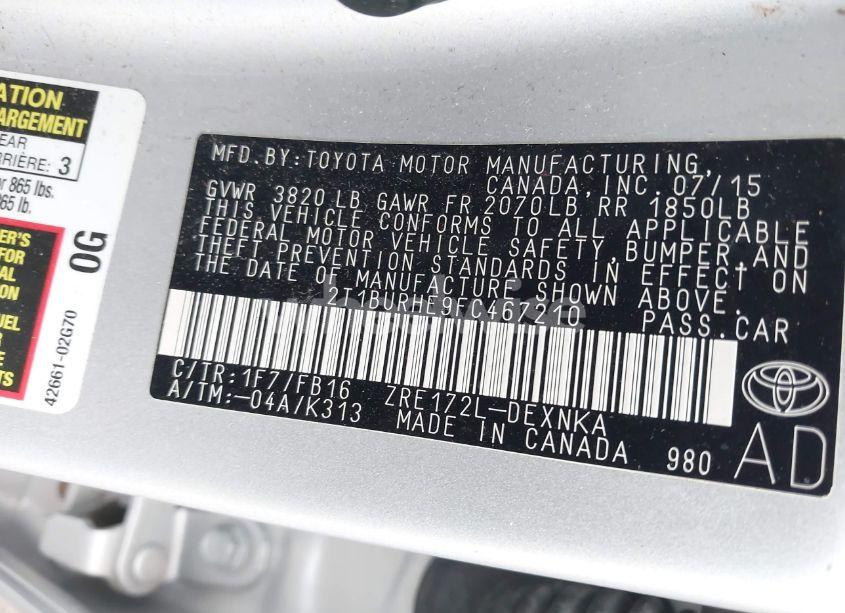 ATION
ARGEMENT
EAR
RRIÈRE: 3
r 865 lbs.
65 lb.
ER'S
FOR
AL
ION
UEL
R
TS
0G
42661-02G70
MFD. BY: TOYOTA MOTOR MANUFACTURING,
CANADA, INC. 07/15
GVWR 3820 LB GAWR FR 2070LB RR 1850LB
THIS VEHICLE CONFORMS TO ALL APPLICABLE
FEDERAL MOTOR VEHICLE SAFETY, BUMPER, AND
THEFT PREVENTION STANDARDS IN EFFECT ON
THE DATE OF MANUFACTURE SHOWN ABOVE.
2T1BURHE9FC467210 PASS. CAR
C/TR: 1F7/FB16 ZRE172L-DEXNKA
A/TM: -04A/K313 MADE IN CANADA
980
AD
TOYOTA